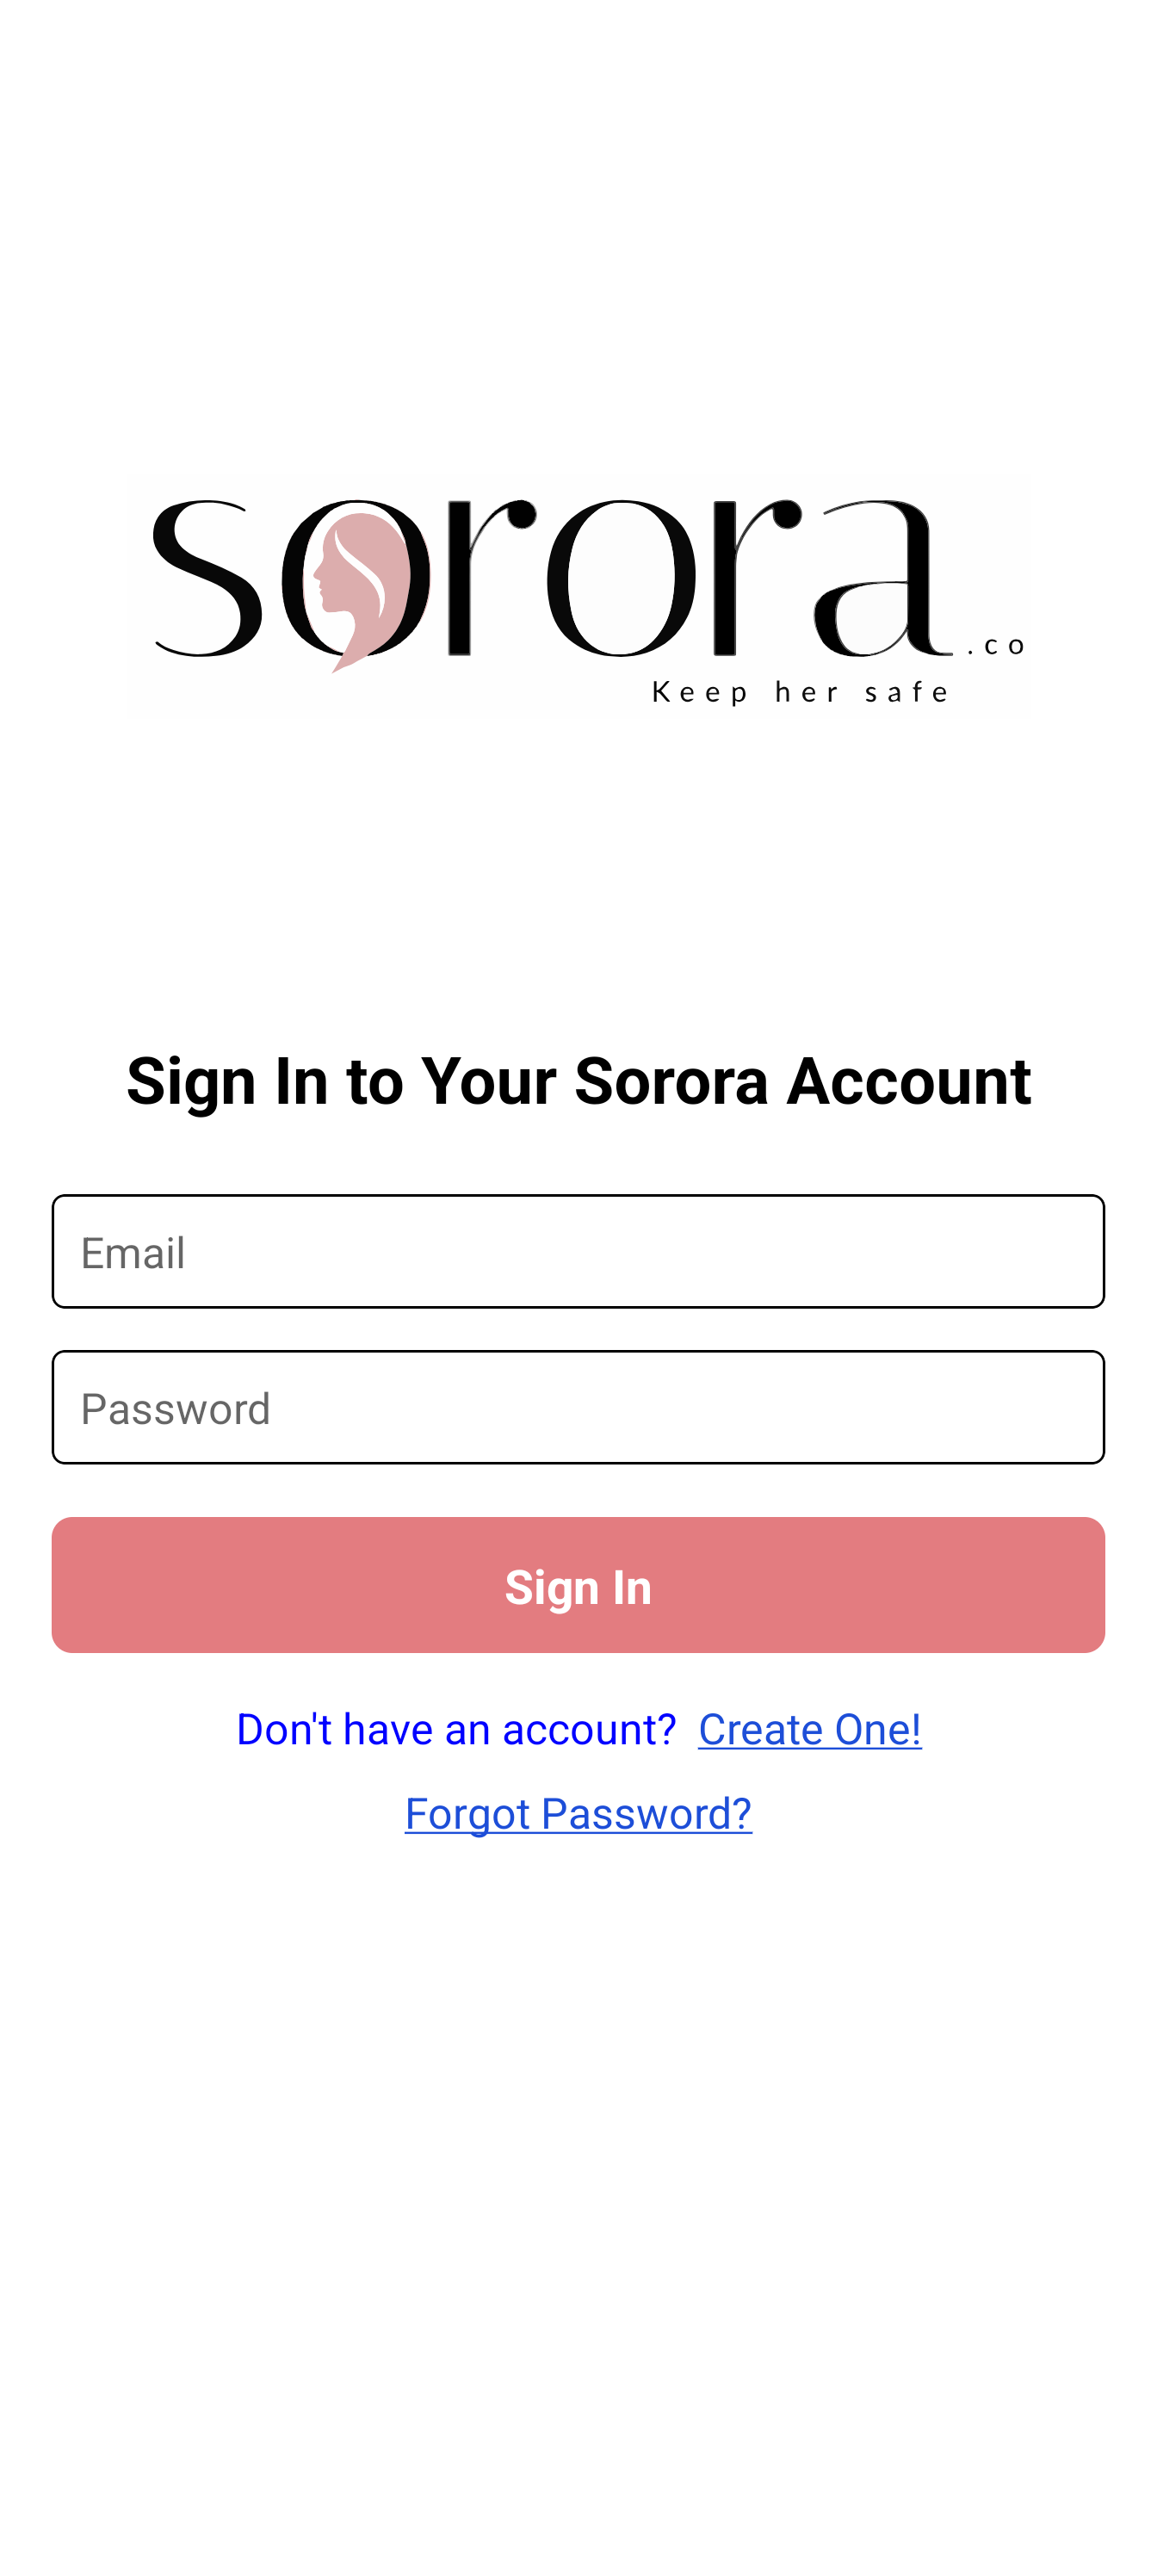 sorora.co
Keep her safe
Sign In to Your Sorora Account
Email
Password
Sign In
Don't have an account? Create One!
Forgot Password?